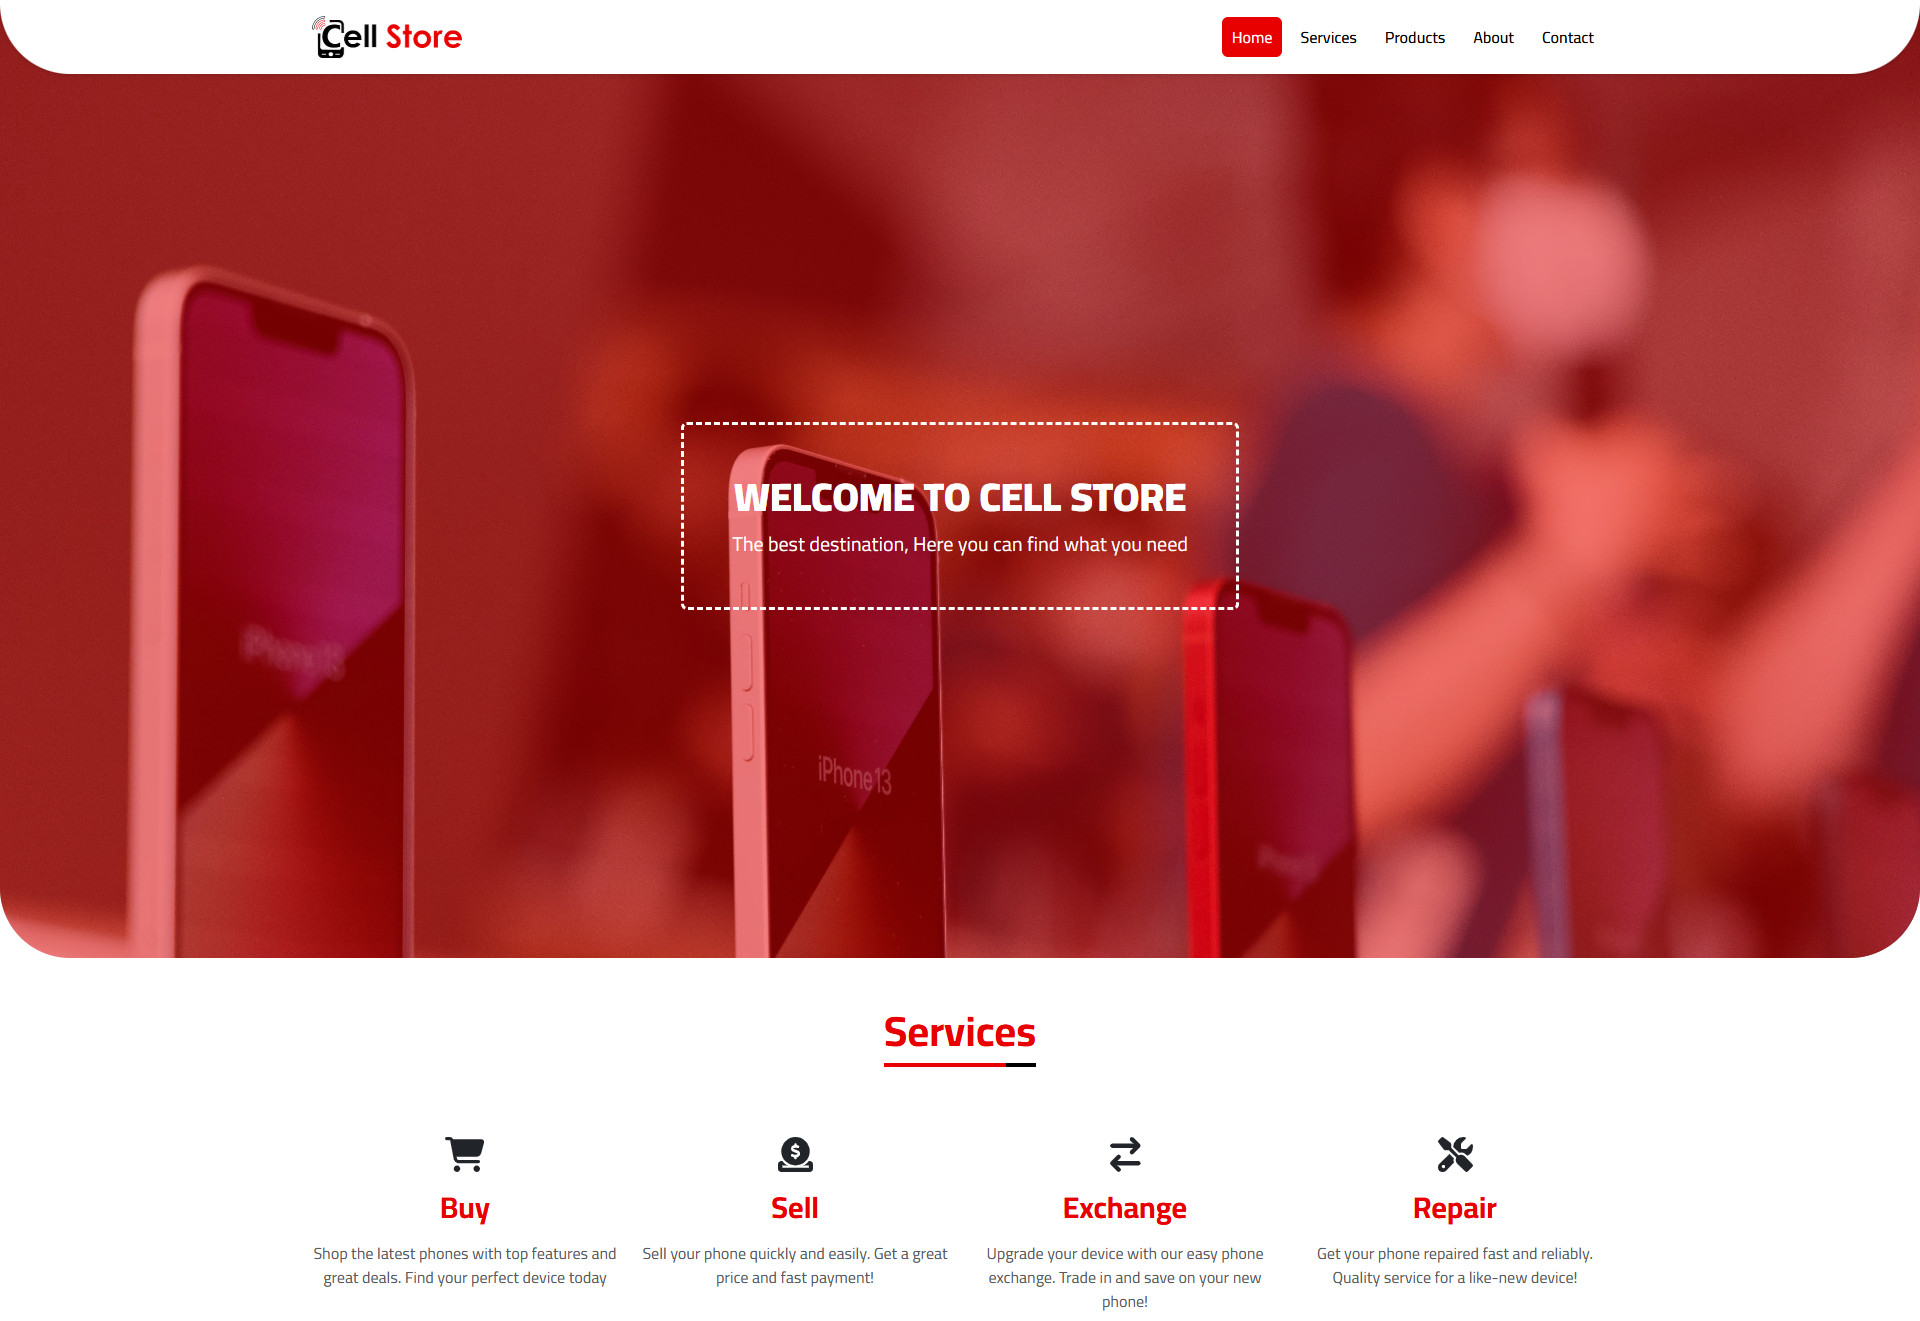 Cell Store
Home Services Products About Contact
WELCOME TO CELL STORE
The best destination, Here you can find what you need
iPhone 13
iPhone 13
Services
Buy
Shop the latest phones with top features and
great deals. Find your perfect device today
Sell
Sell your phone quickly and easily. Get a great
price and fast payment!
Exchange
Upgrade your device with our easy phone
exchange. Trade in and save on your new
phone!
Repair
Get your phone repaired fast and reliably.
Quality service for a like-new device!